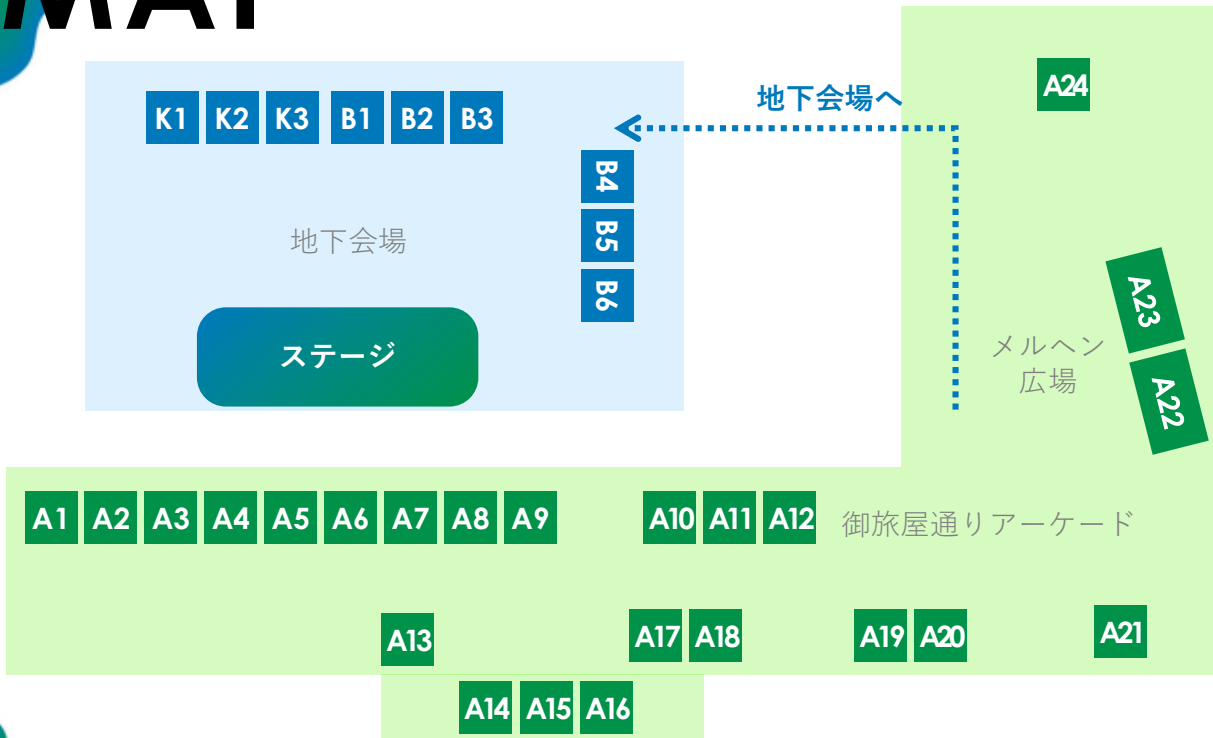 MAP
地下会場へ
A24
K1 K2 K3 B1 B2 B3
B4
B5
B6
地下会場
ステージ
A23
A22
メルヘン
広場
A1 A2 A3 A4 A5 A6 A7 A8 A9 A10 A11 A12 御旅屋通りアーケード
A13 A17 A18 A19 A20 A21
A14 A15 A16